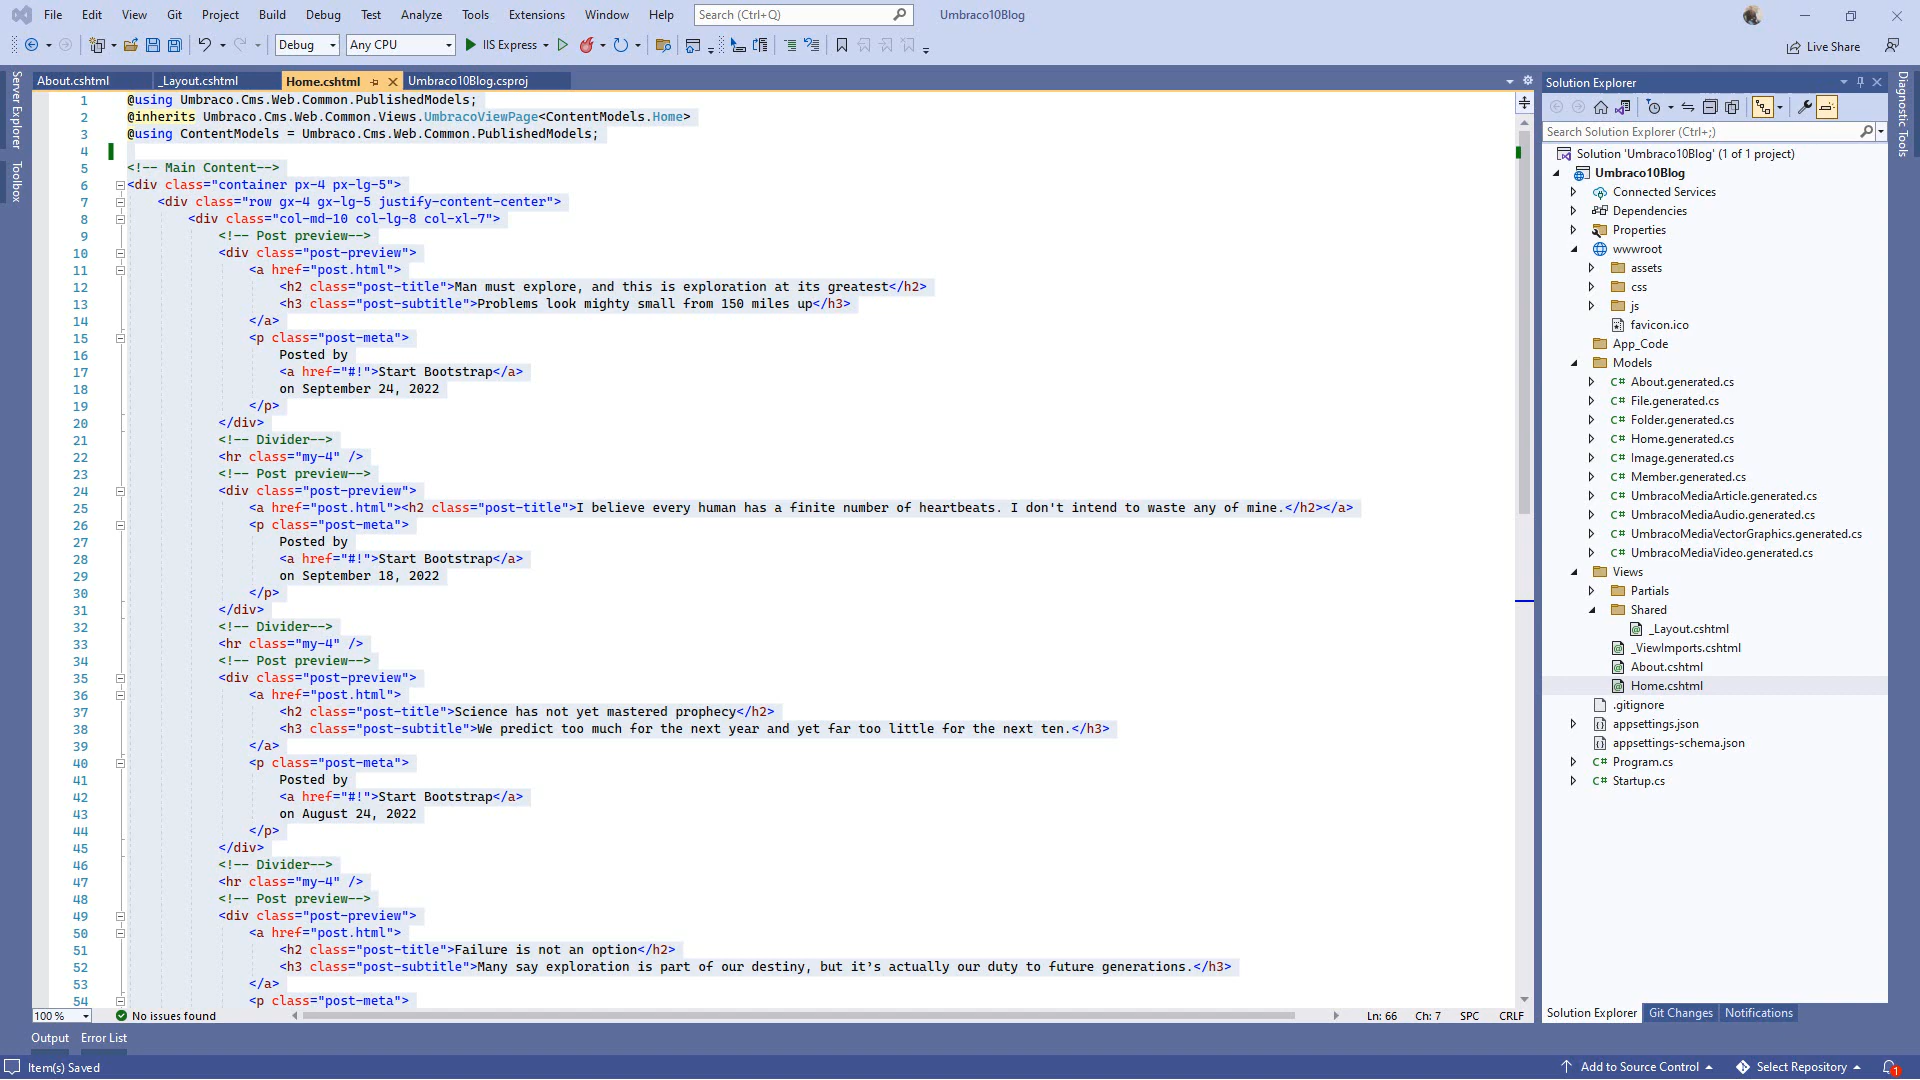 File Edit View Git Project Build Debug Test Analyze Tools Extensions Window Help Search (Ctrl+Q) Umbraco10Blog
Debug Any CPU IIS Express Live Share
Server Explorer
Toolbox
About.cshtml _Layout.cshtml Home.cshtml Umbraco10Blog.csproj
1 @using Umbraco.Cms.Web.Common.PublishedModels;
2 @inherits Umbraco.Cms.Web.Common.Views.UmbracoViewPage<ContentModels.Home>
3 @using ContentModels = Umbraco.Cms.Web.Common.PublishedModels;
4
5 <!-- Main Content-->
6 <div class="container px-4 px-lg-5">
7 <div class="row gx-4 gx-lg-5 justify-content-center">
8 <div class="col-md-10 col-lg-8 col-xl-7">
9 <!-- Post preview-->
10 <div class="post-preview">
11 <a href="post.html">
12 <h2 class="post-title">Man must explore, and this is exploration at its greatest</h2>
13 <h3 class="post-subtitle">Problems look mighty small from 150 miles up</h3>
14 </a>
15 <p class="post-meta">
16 Posted by
17 <a href="#!">Start Bootstrap</a>
18 on September 24, 2022
19 </p>
20 </div>
21 <!-- Divider-->
22 <hr class="my-4" />
23 <!-- Post preview-->
24 <div class="post-preview">
25 <a href="post.html"><h2 class="post-title">I believe every human has a finite number of heartbeats. I don't intend to waste any of mine.</h2></a>
26 <p class="post-meta">
27 Posted by
28 <a href="#!">Start Bootstrap</a>
29 on September 18, 2022
30 </p>
31 </div>
32 <!-- Divider-->
33 <hr class="my-4" />
34 <!-- Post preview-->
35 <div class="post-preview">
36 <a href="post.html">
37 <h2 class="post-title">Science has not yet mastered prophecy</h2>
38 <h3 class="post-subtitle">We predict too much for the next year and yet far too little for the next ten.</h3>
39 </a>
40 <p class="post-meta">
41 Posted by
42 <a href="#!">Start Bootstrap</a>
43 on August 24, 2022
44 </p>
45 </div>
46 <!-- Divider-->
47 <hr class="my-4" />
48 <!-- Post preview-->
49 <div class="post-preview">
50 <a href="post.html">
51 <h2 class="post-title">Failure is not an option</h2>
52 <h3 class="post-subtitle">Many say exploration is part of our destiny, but it’s actually our duty to future generations.</h3>
53 </a>
54 <p class="post-meta">
100 % No issues found Ln: 66 Ch: 7 SPC CRLF
Solution Explorer
Search Solution Explorer (Ctrl+;)
Solution 'Umbraco10Blog' (1 of 1 project)
Umbraco10Blog
Connected Services
Dependencies
Properties
wwwroot
assets
css
js
favicon.ico
App_Code
Models
C# About.generated.cs
C# File.generated.cs
C# Folder.generated.cs
C# Home.generated.cs
C# Image.generated.cs
C# Member.generated.cs
C# UmbracoMediaArticle.generated.cs
C# UmbracoMediaAudio.generated.cs
C# UmbracoMediaVectorGraphics.generated.cs
C# UmbracoMediaVideo.generated.cs
Views
Partials
Shared
_Layout.cshtml
_ViewImports.cshtml
About.cshtml
Home.cshtml
.gitignore
appsettings.json
appsettings-schema.json
C# Program.cs
C# Startup.cs
Solution Explorer Git Changes Notifications
Diagnostic Tools
Output Error List
Item(s) Saved Add to Source Control Select Repository 1